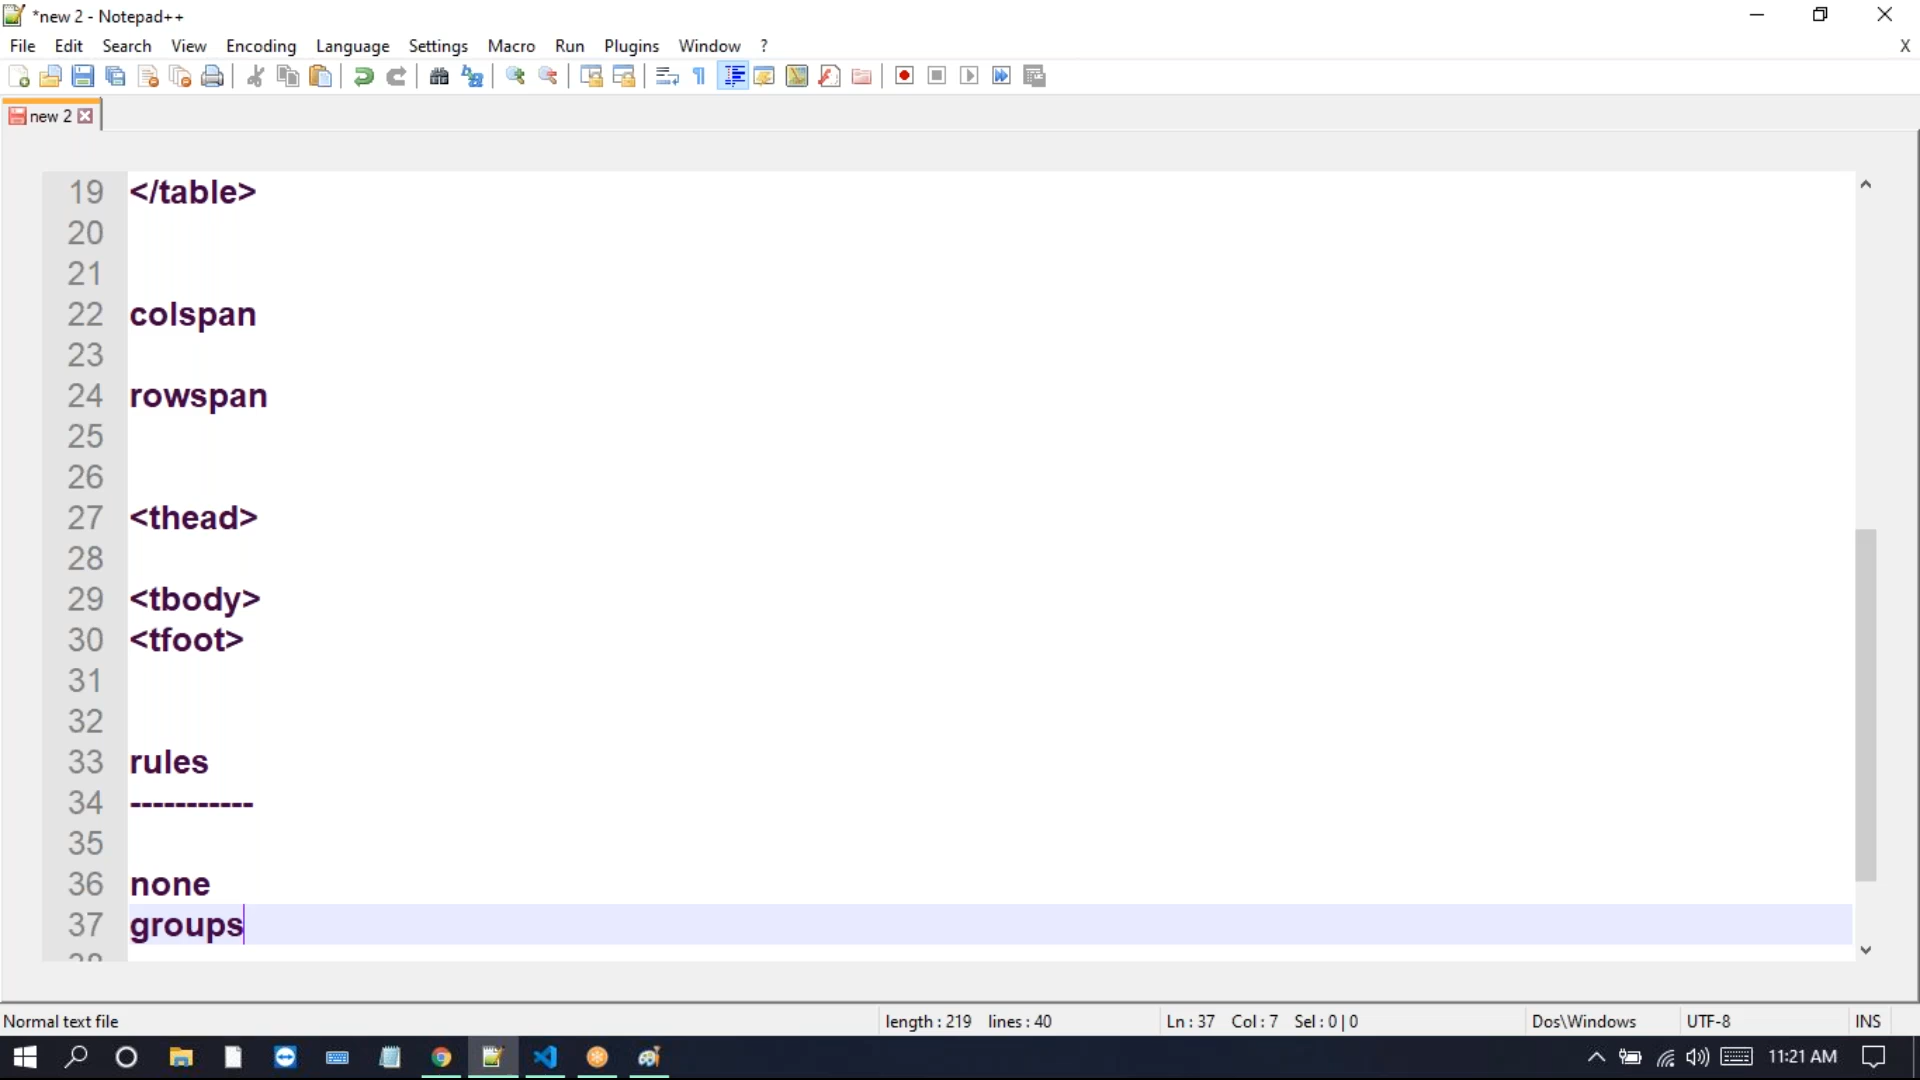 *new 2 - Notepad++
File Edit Search View Encoding Language Settings Macro Run Plugins Window ? X
new 2
19 </table>
20
21
22 colspan
23
24 rowspan
25
26
27 <thead>
28
29 <tbody>
30 <tfoot>
31
32
33 rules
34 -----------
35
36 none
37 groups
Normal text file length : 219 lines : 40 Ln : 37 Col : 7 Sel : 0 | 0 Dos\Windows UTF-8 INS
11:21 AM